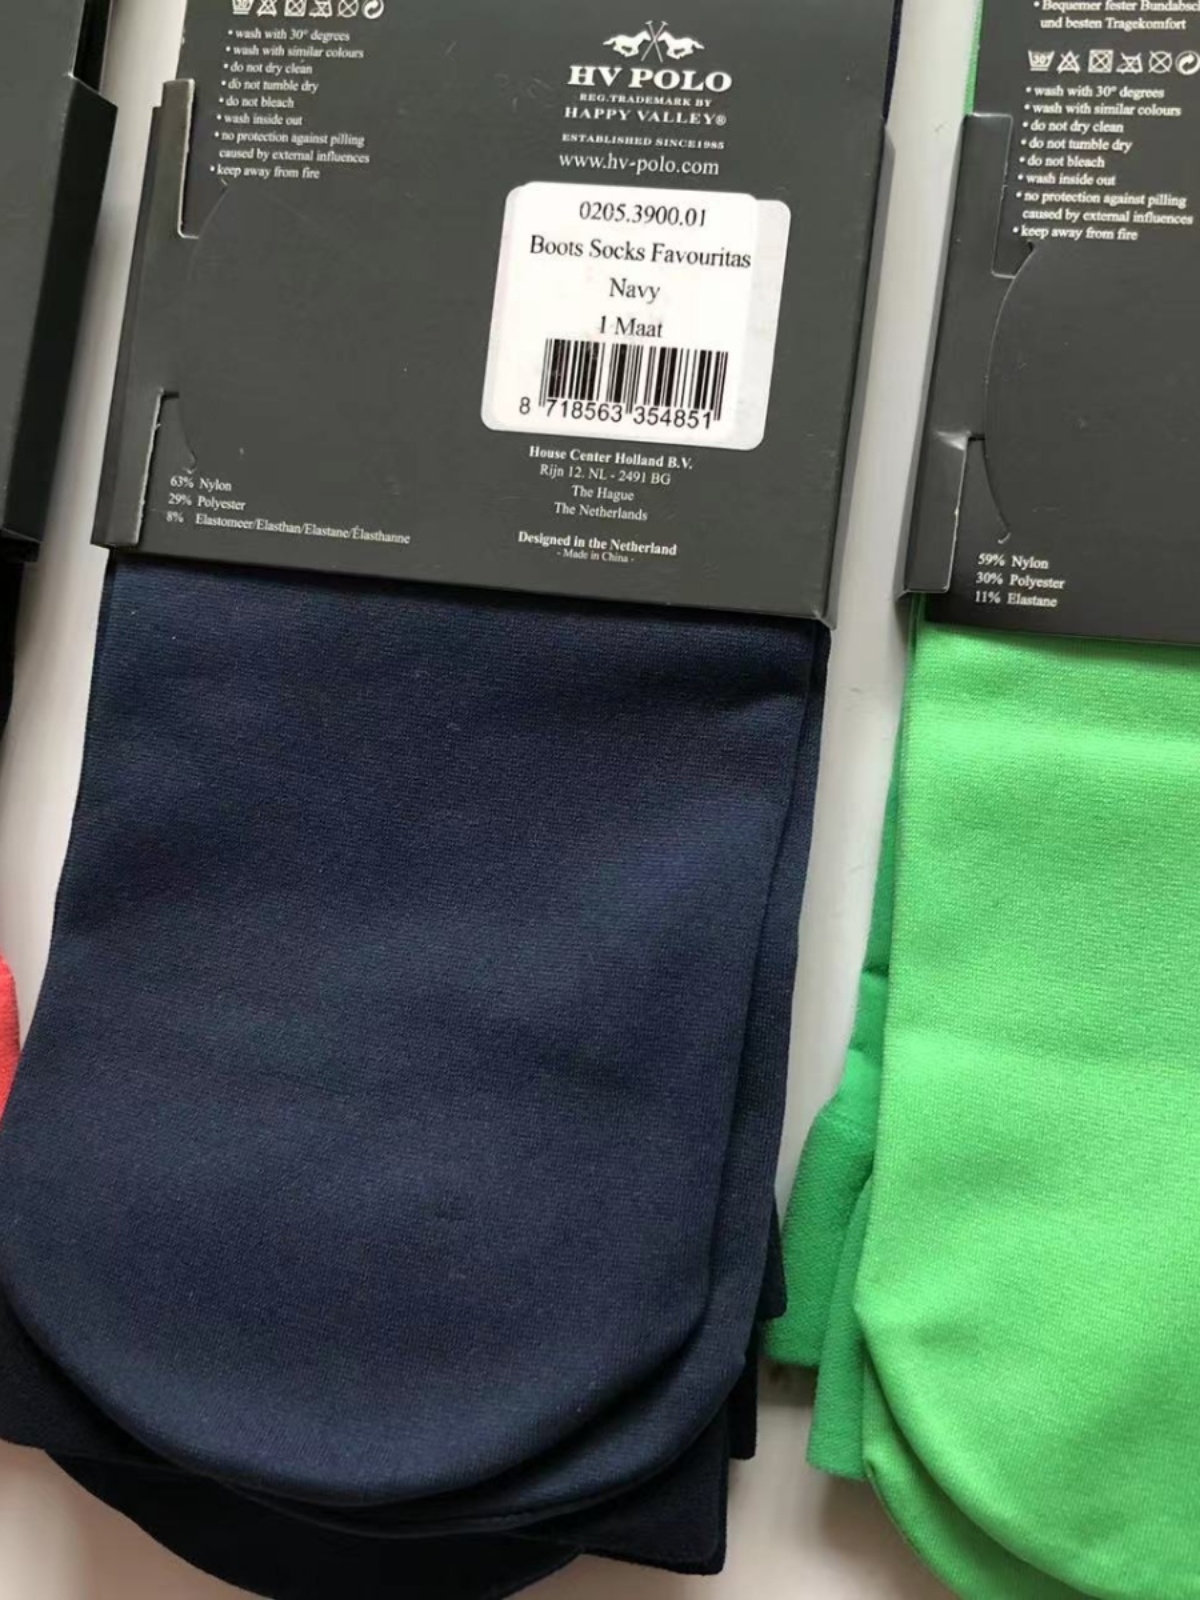 • wash with 30° degrees
• wash with similar colours
• do not dry clean
• do not tumble dry
• do not bleach
• wash inside out
• no protection against pilling
caused by external influences
• keep away from fire
HV POLO
REG.TRADEMARK BY
HAPPY VALLEY®
ESTABLISHED SINCE1985
www.hv-polo.com
0205.3900.01
Boots Socks Favouritas
Navy
1 Maat
8 718563 354851
House Center Holland B.V.
Rijn 12. NL - 2491 BG
The Hague
The Netherlands
Designed in the Netherland
- Made in China -
63% Nylon
29% Polyester
8% Elastomeer/Elasthan/Elastane/Élasthanne
• Bequemer fester
und besten Tragekomfort
30°
• wash with 30° degrees
• wash with similar colours
• do not dry clean
• do not tumble dry
• do not bleach
• wash inside out
• no protection against pilling
caused by external influences
• keep away from fire
59% Nylon
30% Polyester
11% Elastane